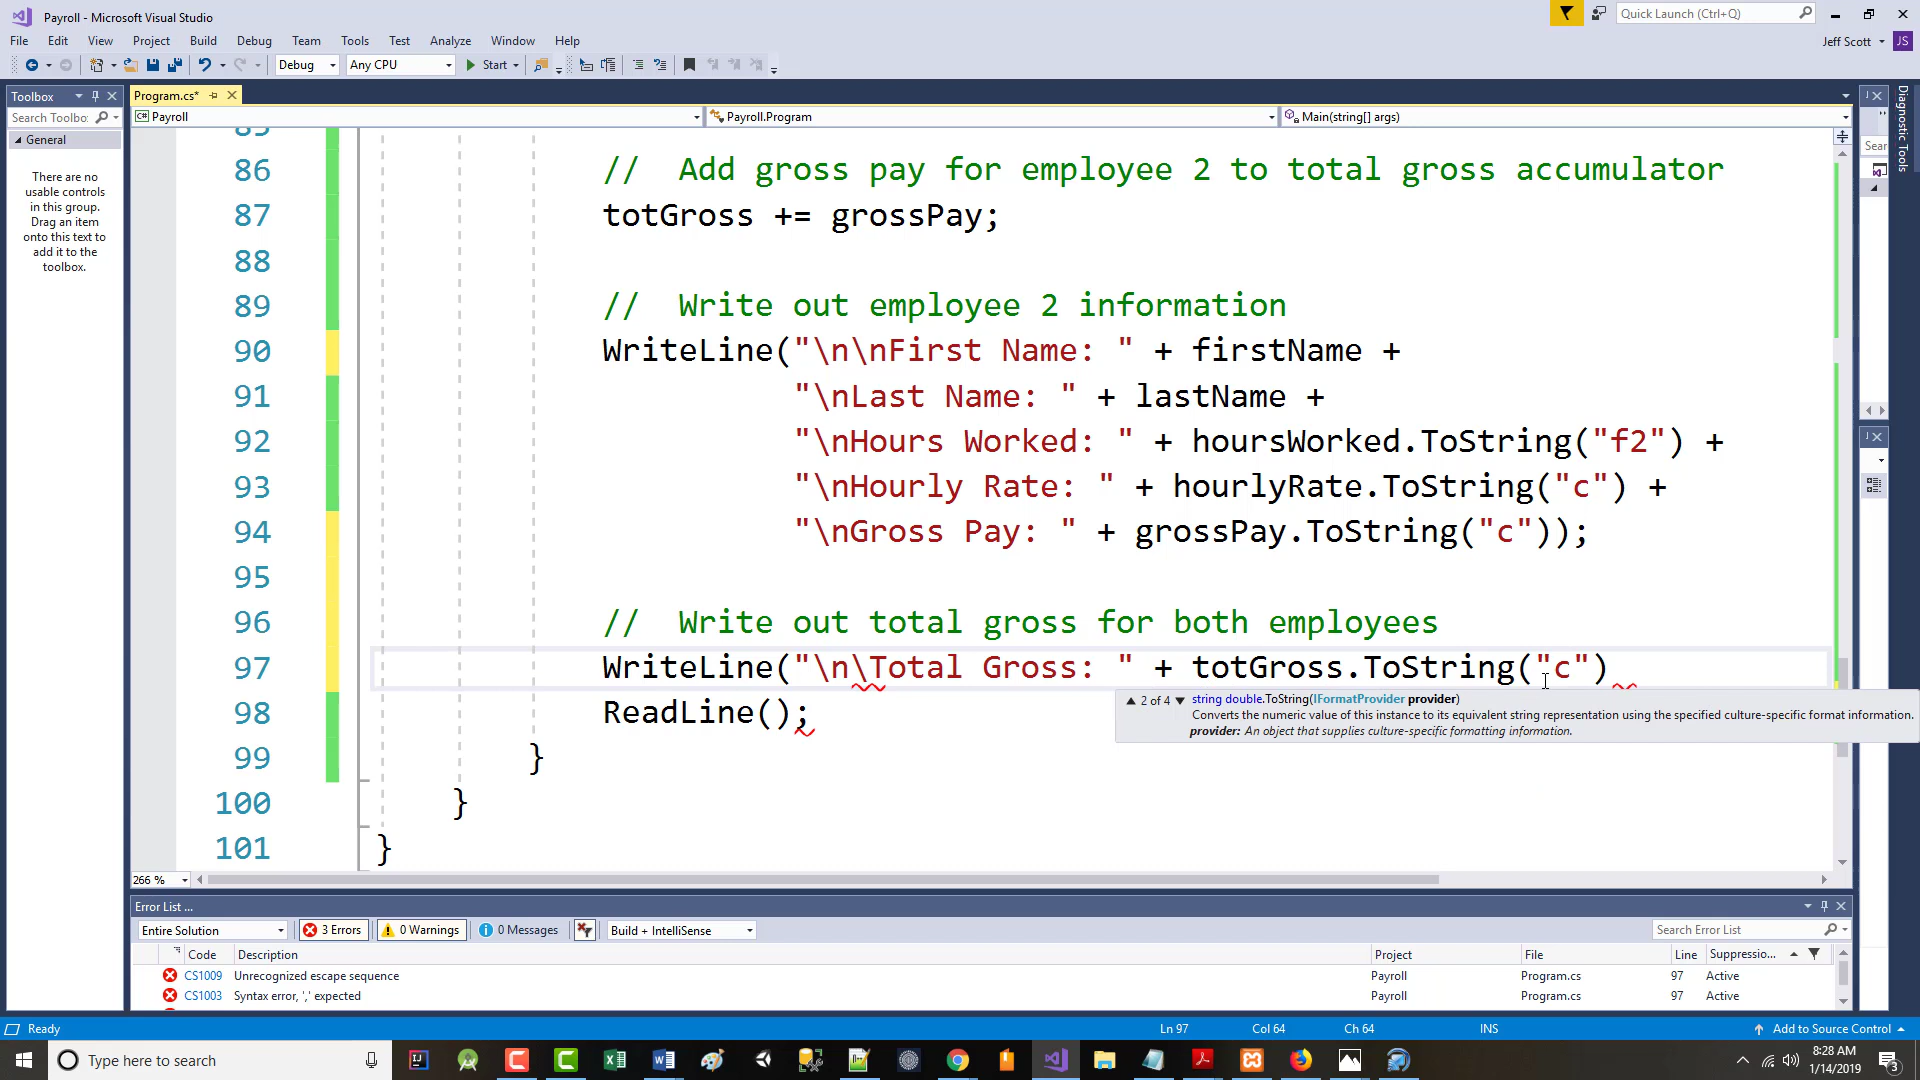 Payroll - Microsoft Visual Studio
Quick Launch (Ctrl+Q)
File Edit View Project Build Debug Team Tools Test Analyze Window Help
Jeff Scott JS
Debug Any CPU Start
Toolbox
Program.cs*
Search Toolbo
C# Payroll Payroll.Program Main(string[] args)
General
There are no
usable controls
in this group.
Drag an item
onto this text to
add it to the
toolbox.
Diagnostic Tools
Sear
85
86 //  Add gross pay for employee 2 to total gross accumulator
87 totGross += grossPay;
88
89 //  Write out employee 2 information
90 WriteLine("\n\nFirst Name: " + firstName +
91 "\nLast Name: " + lastName +
92 "\nHours Worked: " + hoursWorked.ToString("f2") +
93 "\nHourly Rate: " + hourlyRate.ToString("c") +
94 "\nGross Pay: " + grossPay.ToString("c"));
95
96 //  Write out total gross for both employees
97 WriteLine("\n\Total Gross: " + totGross.ToString("c")
98 ReadLine();
2 of 4 string double.ToString(IFormatProvider provider)
Converts the numeric value of this instance to its equivalent string representation using the specified culture-specific format information.
provider: An object that supplies culture-specific formatting information.
99 }
100 }
101 }
266 %
Error List ...
Entire Solution 3 Errors 0 Warnings 0 Messages Build + IntelliSense Search Error List
Code Description Project File Line Suppressio...
CS1009 Unrecognized escape sequence Payroll Program.cs 97 Active
CS1003 Syntax error, ',' expected Payroll Program.cs 97 Active
Ready Ln 97 Col 64 Ch 64 INS Add to Source Control
Type here to search
8:28 AM
1/14/2019
3